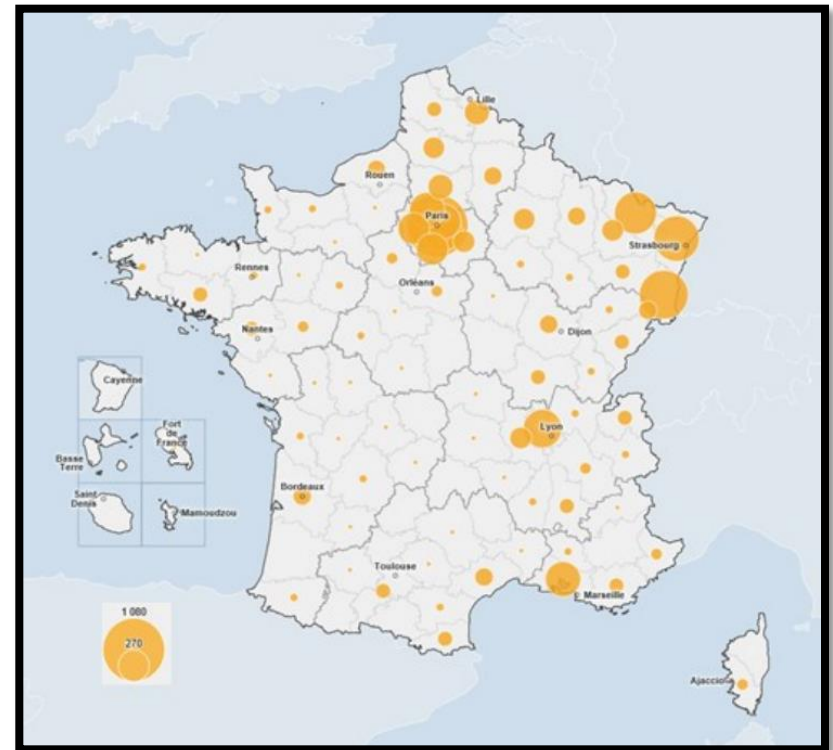 Lille
Rouen
Paris
Strasbourg
Rennes
Orléans
Nantes
Dijon
Cayenne
Fort
de
France
Basse
Terre
Lyon
Saint
Denis
Mamoudzou
Bordeaux
Toulouse
Marseille
1 080
270
Ajaccio